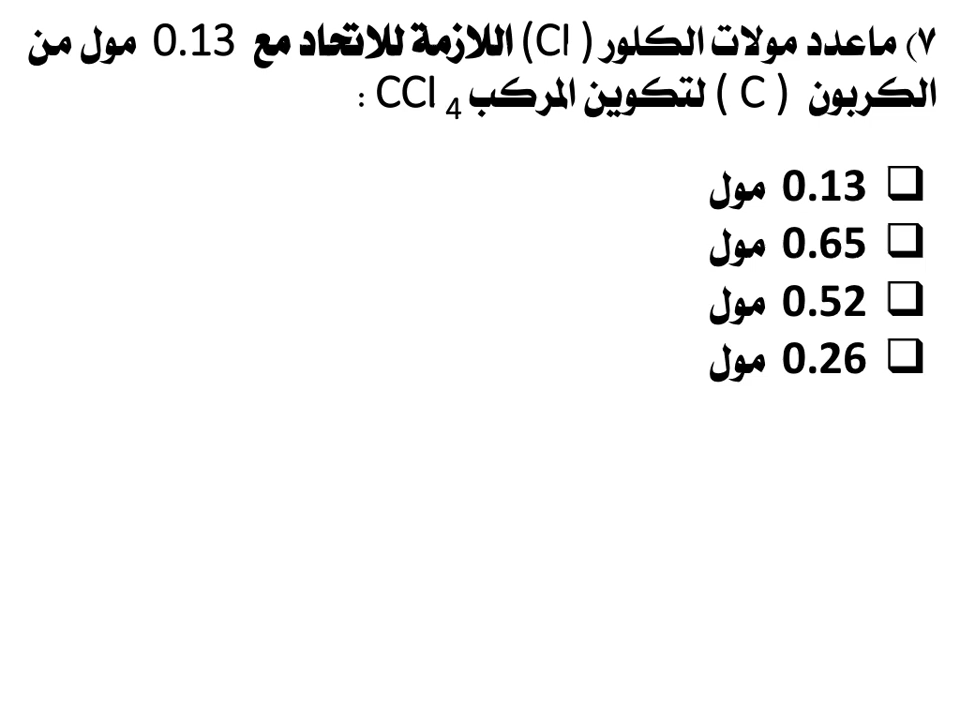 ٧) ماعدد مولات الكلور ( Cl) اللازمة للاتحاد مع 0.13 مول من
الكربون ( C ) لتكوين المركب CCl 4 :
❑ 0.13 مول
❑ 0.65 مول
❑ 0.52 مول
❑ 0.26 مول